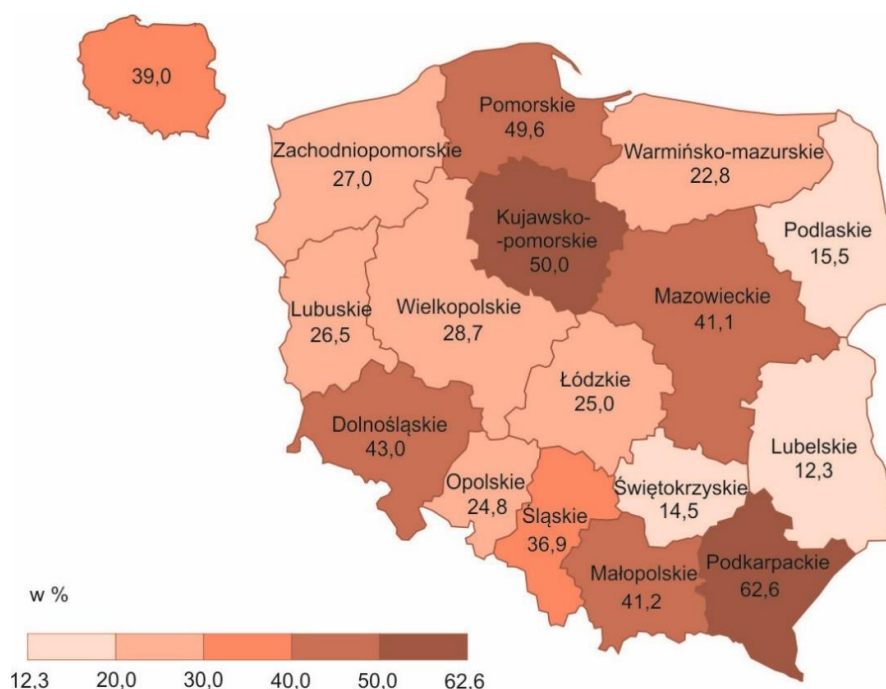 39,0
Pomorskie
49,6
Zachodniopomorskie
27,0
Warmińsko-mazurskie
22,8
Kujawsko-
-pomorskie
50,0
Podlaskie
15,5
Lubuskie
26,5
Wielkopolskie
28,7
Mazowieckie
41,1
Łódzkie
25,0
Dolnośląskie
43,0
Lubelskie
12,3
Opolskie
24,8
Śląskie
36,9
Świętokrzyskie
14,5
Małopolskie
41,2
Podkarpackie
62,6
w %
12,3 20,0 30,0 40,0 50,0 62,6